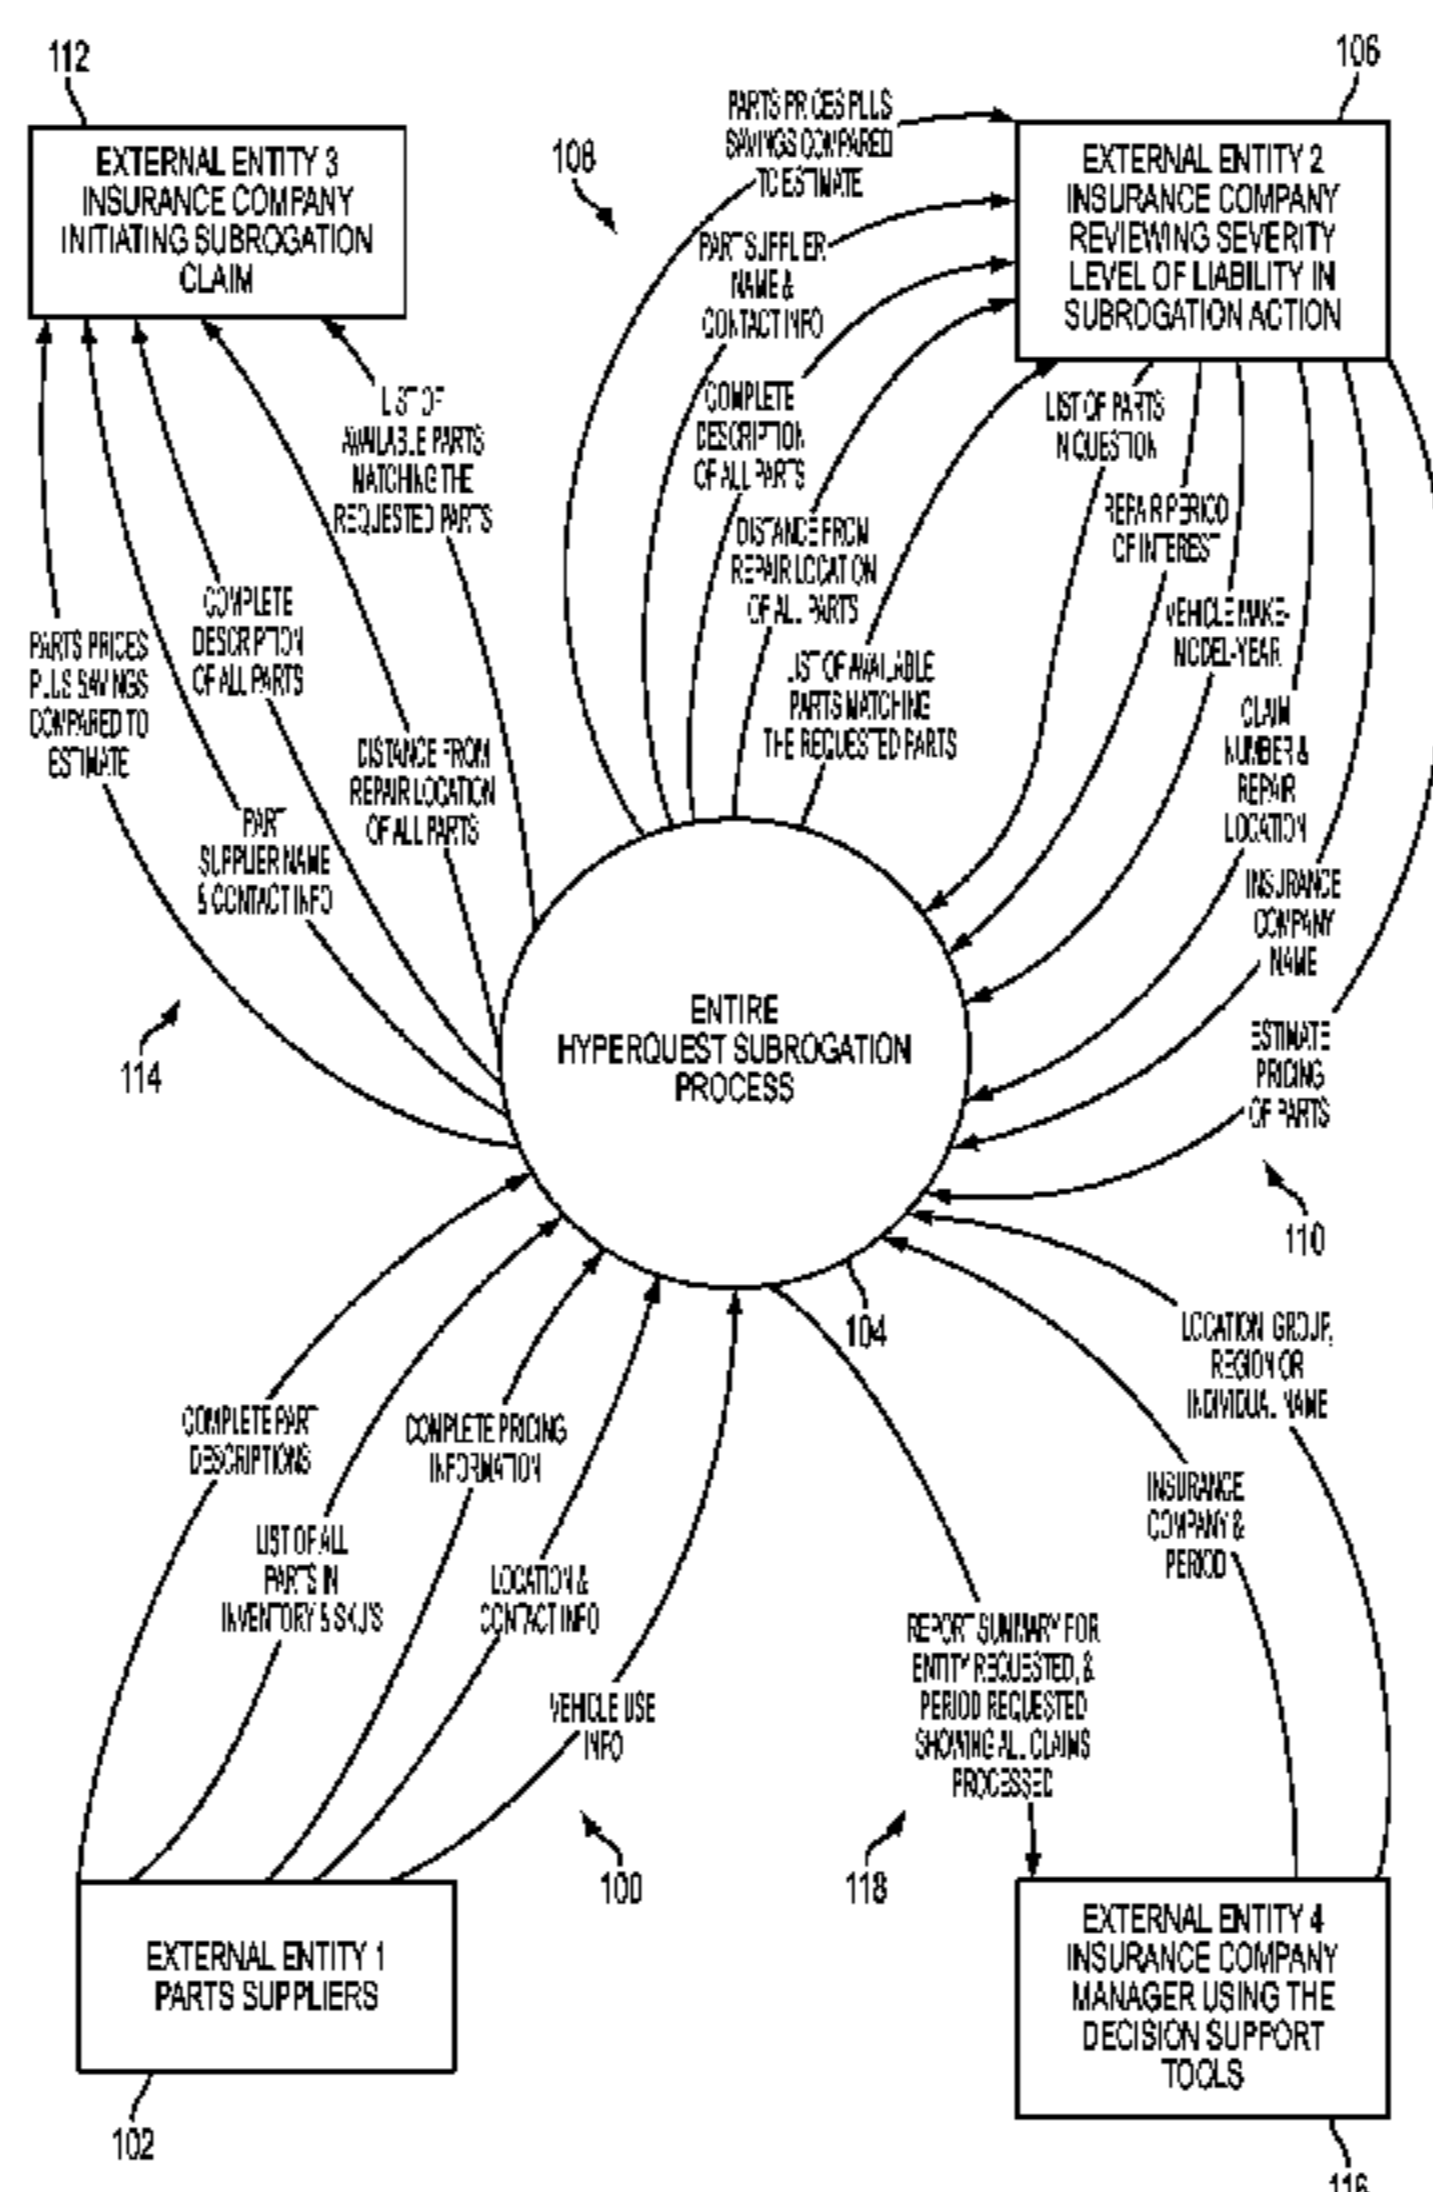 112
EXTERNAL ENTITY 3
INSURANCE COMPANY
INITIATING SUBROGATION
CLAIM
106
EXTERNAL ENTITY 2
INSURANCE COMPANY
REVIEWING SEVERITY
LEVEL OF LIABILITY IN
SUBROGATION ACTION
108
PARTS PRICES PLUS
SAVINGS COMPARED
TO ESTIMATE
PART SUPPLIER
NAME &
CONTACT INFO
COMPLETE
DESCRIPTION
OF ALL PARTS
DISTANCE FROM
REPAIR LOCATION
OF ALL PARTS
LIST OF AVAILABLE
PARTS MATCHING
THE REQUESTED PARTS
LIST OF PARTS
IN QUESTION
REPAIR PERIOD
OF INTEREST
VEHICLE MAKE-
MODEL-YEAR
CLAIM
NUMBER &
REPAIR
LOCATION
INSURANCE
COMPANY
NAME
ESTIMATE
PRICING
OF PARTS
110
LIST OF
AVAILABLE PARTS
MATCHING THE
REQUESTED PARTS
COMPLETE
DESCRIPTION
OF ALL PARTS
PARTS PRICES
PLUS SAVINGS
COMPARED TO
ESTIMATE
DISTANCE FROM
REPAIR LOCATION
OF ALL PARTS
PART
SUPPLIER NAME
& CONTACT INFO
114
ENTIRE
HYPERQUEST SUBROGATION
PROCESS
104
LOCATION, GROUP,
REGION OR
INDIVIDUAL NAME
INSURANCE
COMPANY &
PERIOD
COMPLETE PART
DESCRIPTIONS
COMPLETE PRICING
INFORMATION
LIST OF ALL
PARTS IN
INVENTORY & SKU'S
LOCATION &
CONTACT INFO
VEHICLE USE
INFO
REPORT SUMMARY FOR
ENTITY REQUESTED, &
PERIOD REQUESTED
SHOWING ALL CLAIMS
PROCESSED
100
118
EXTERNAL ENTITY 1
PARTS SUPPLIERS
102
EXTERNAL ENTITY 4
INSURANCE COMPANY
MANAGER USING THE
DECISION SUPPORT
TOOLS
116